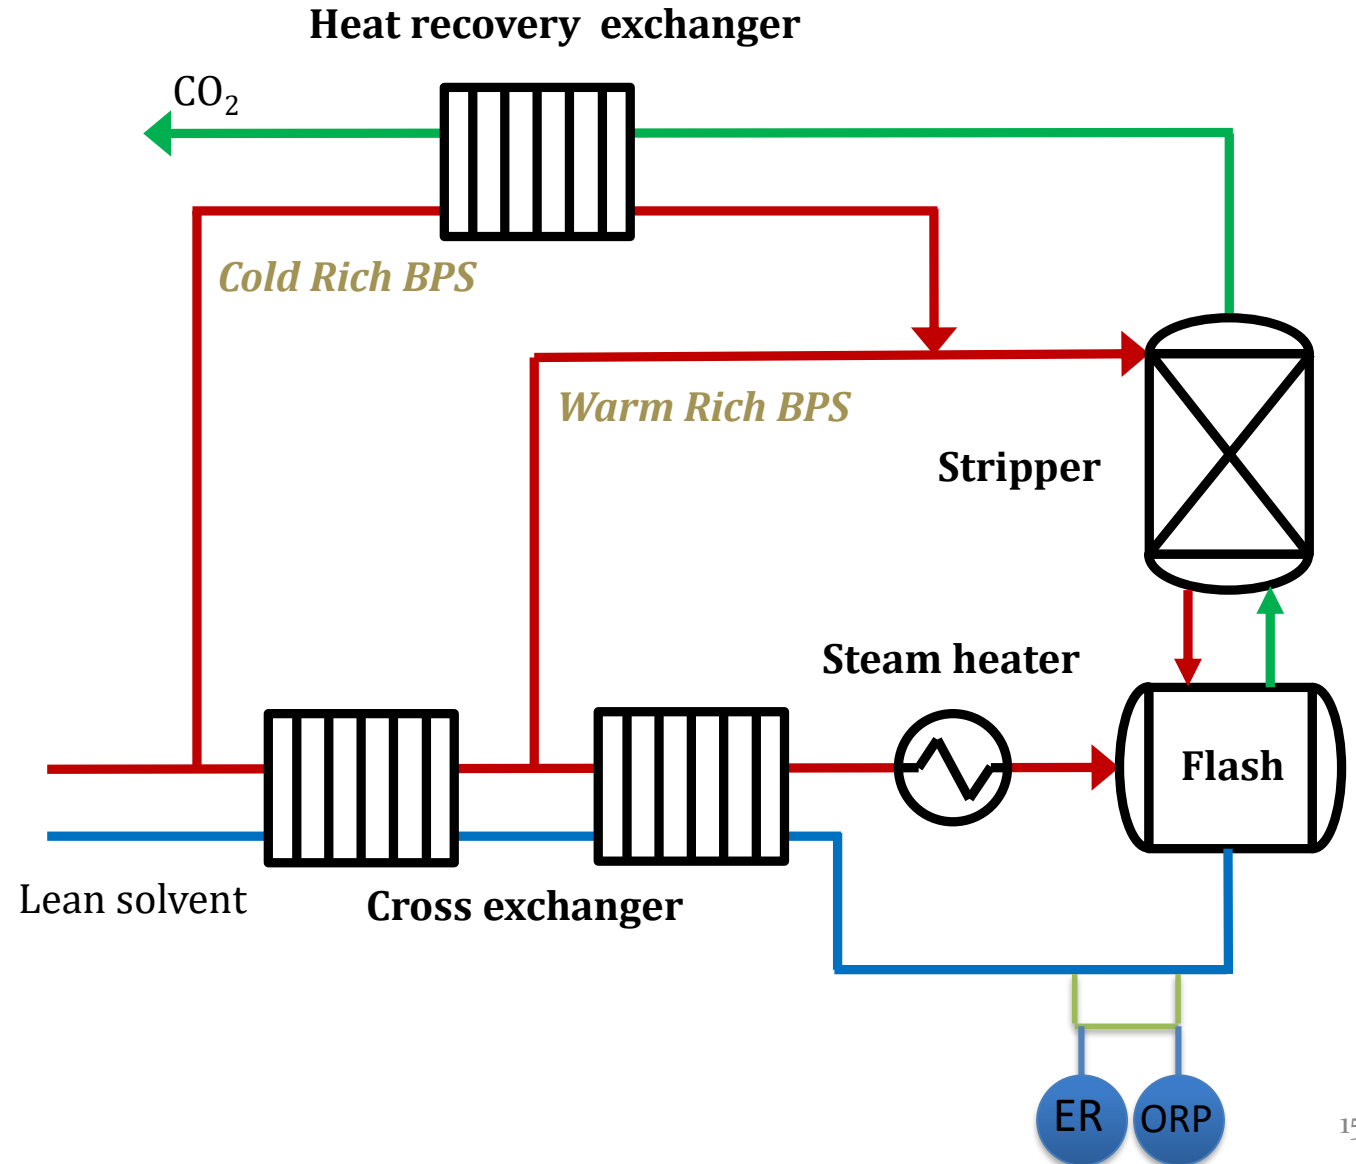 Heat recovery exchanger
CO₂
Cold Rich BPS
Warm Rich BPS
Stripper
Steam heater
Flash
Lean solvent
Cross exchanger
ER
ORP
15